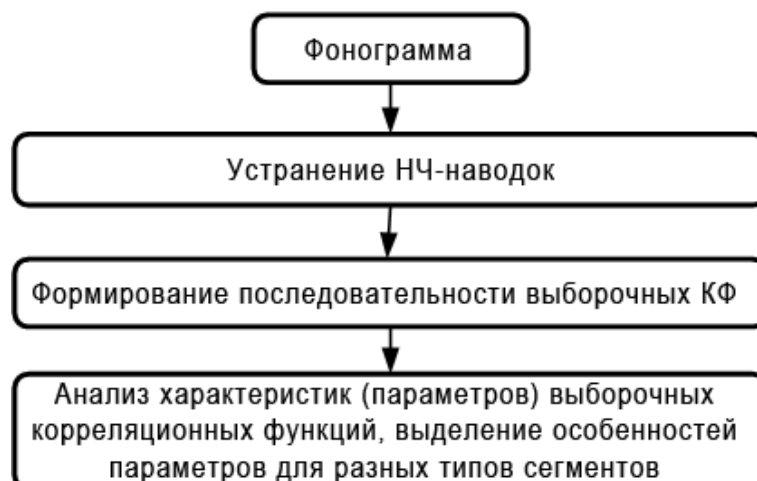 Фонограмма
Устранение НЧ-наводок
Формирование последовательности выборочных КФ
Анализ характеристик (параметров) выборочных
корреляционных функций, выделение особенностей
параметров для разных типов сегментов